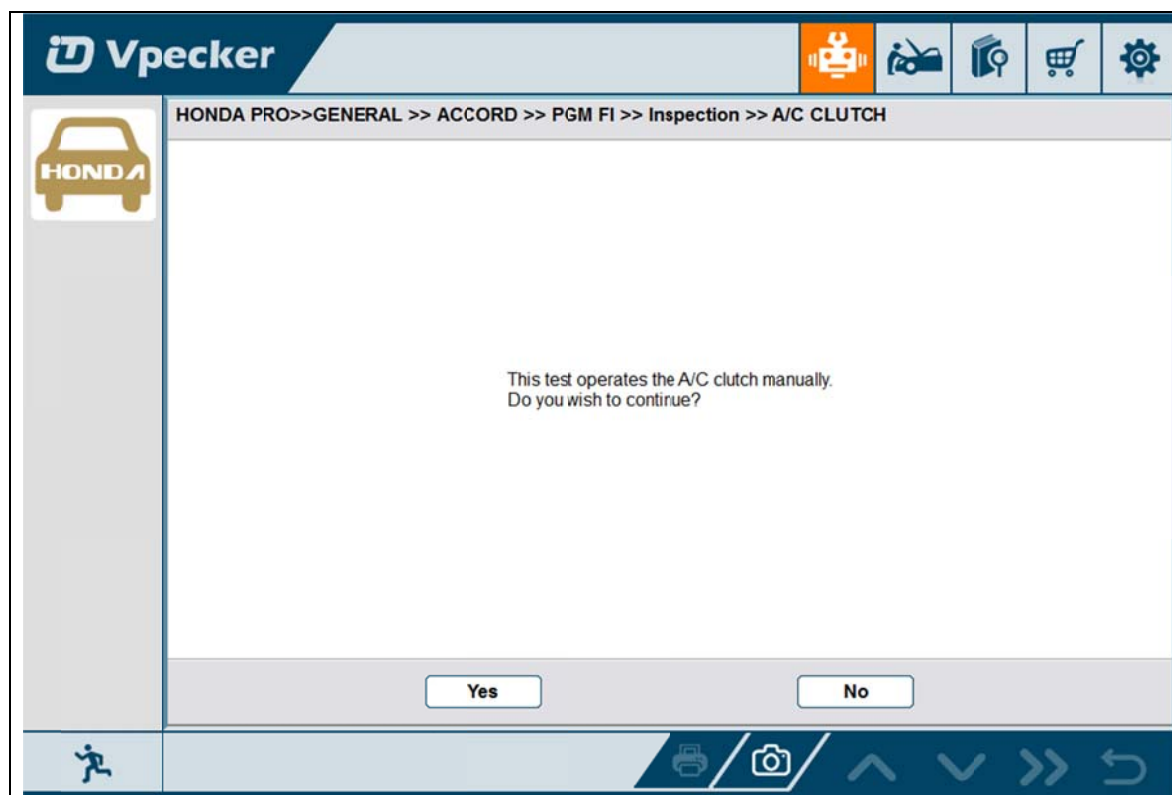 Vpecker
HONDA PRO>>GENERAL >> ACCORD >> PGM FI >> Inspection >> A/C CLUTCH
HONDA
This test operates the A/C clutch manually.
Do you wish to continue?
Yes
No